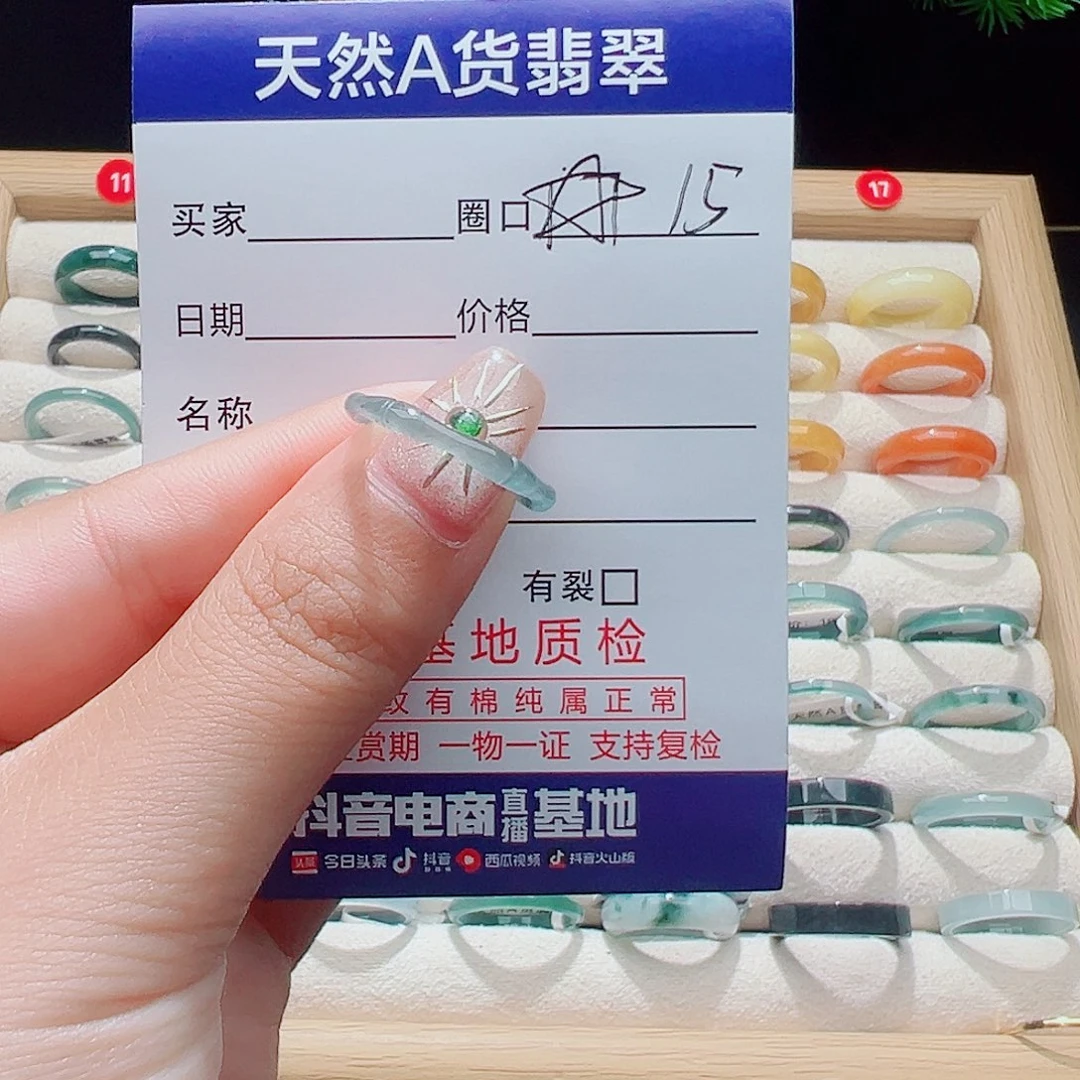 天然A货翡翠
11
17
买家 圈口 15
日期 价格
名称
有裂
基地质检
纹有棉纯属正常
赏期 一物一证 支持复检
抖音电商直播基地
头条 今日头条 抖音 西瓜视频 抖音火山版